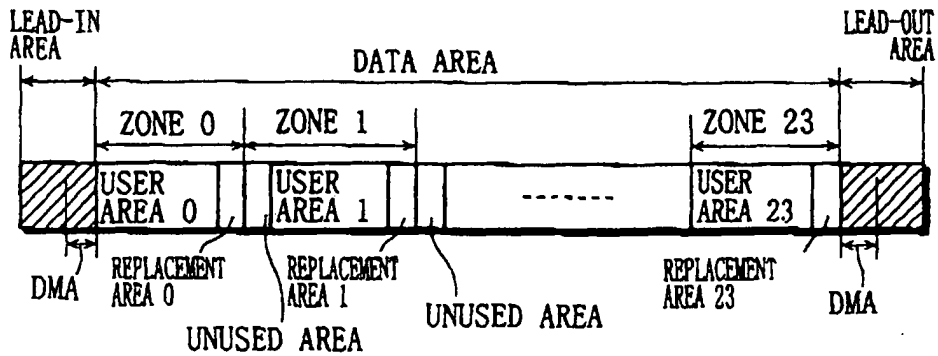 LEAD-IN
AREA
LEAD-OUT
AREA
DATA AREA
ZONE 0
ZONE 1
ZONE 23
USER
AREA 0
USER
AREA 1
USER
AREA 23
DMA
REPLACEMENT
AREA 0
REPLACEMENT
AREA 1
REPLACEMENT
AREA 23
DMA
UNUSED AREA
UNUSED AREA